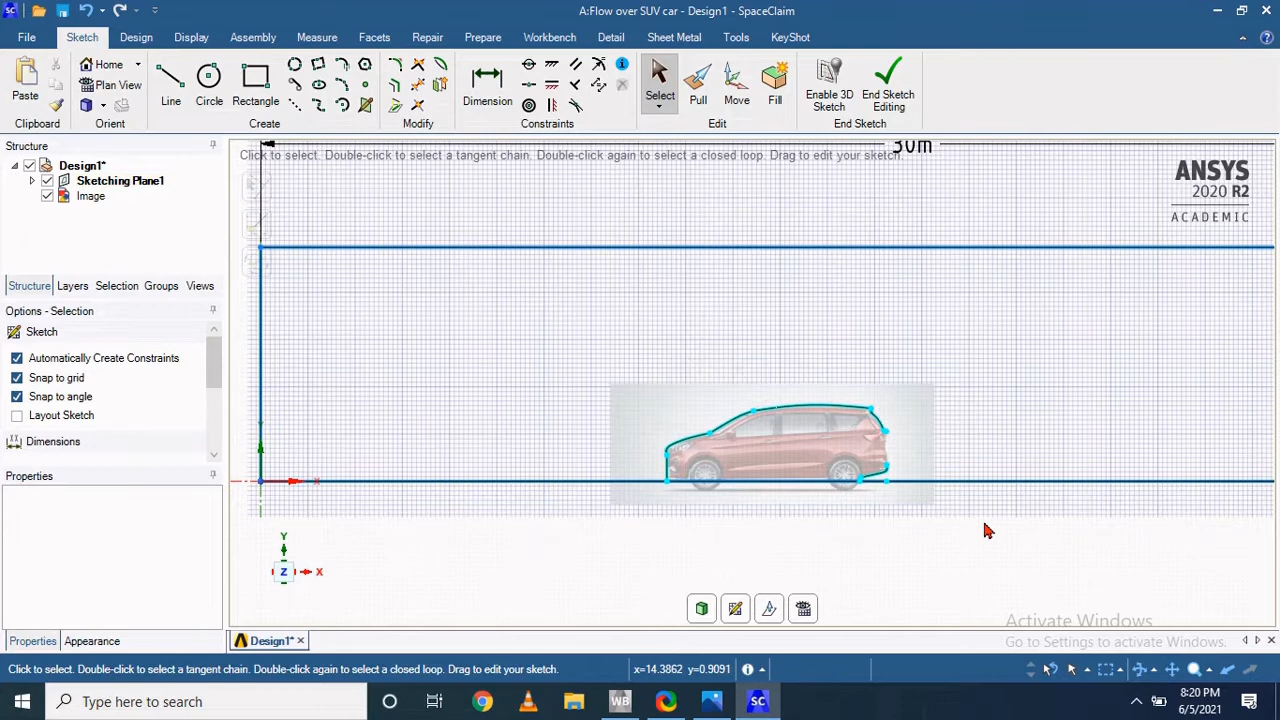 A:Flow over SUV car - Design1 - SpaceClaim
File
Sketch
Design
Display
Assembly
Measure
Facets
Repair
Prepare
Workbench
Detail
Sheet Metal
Tools
KeyShot
Paste
Home
Plan View
Line
Circle
Rectangle
Dimension
Select
Pull
Move
Fill
Enable 3D
Sketch
End Sketch
Editing
Clipboard
Orient
Create
Modify
Constraints
Edit
End Sketch
Structure
Design1*
Sketching Plane1
Image
Structure
Layers
Selection
Groups
Views
Options - Selection
Sketch
Automatically Create Constraints
Snap to grid
Snap to angle
Layout Sketch
Dimensions
Properties
Properties
Appearance
Click to select. Double-click to select a tangent chain. Double-click again to select a closed loop. Drag to edit your sketch.
30m
ANSYS
2020 R2
ACADEMIC
X
Y
Z
X
Activate Windows
Go to Settings to activate Windows.
Design1*
Click to select. Double-click to select a tangent chain. Double-click again to select a closed loop. Drag to edit your sketch.
x=14.3862 y=0.9091
Type here to search
WB
SC
8:20 PM
6/5/2021